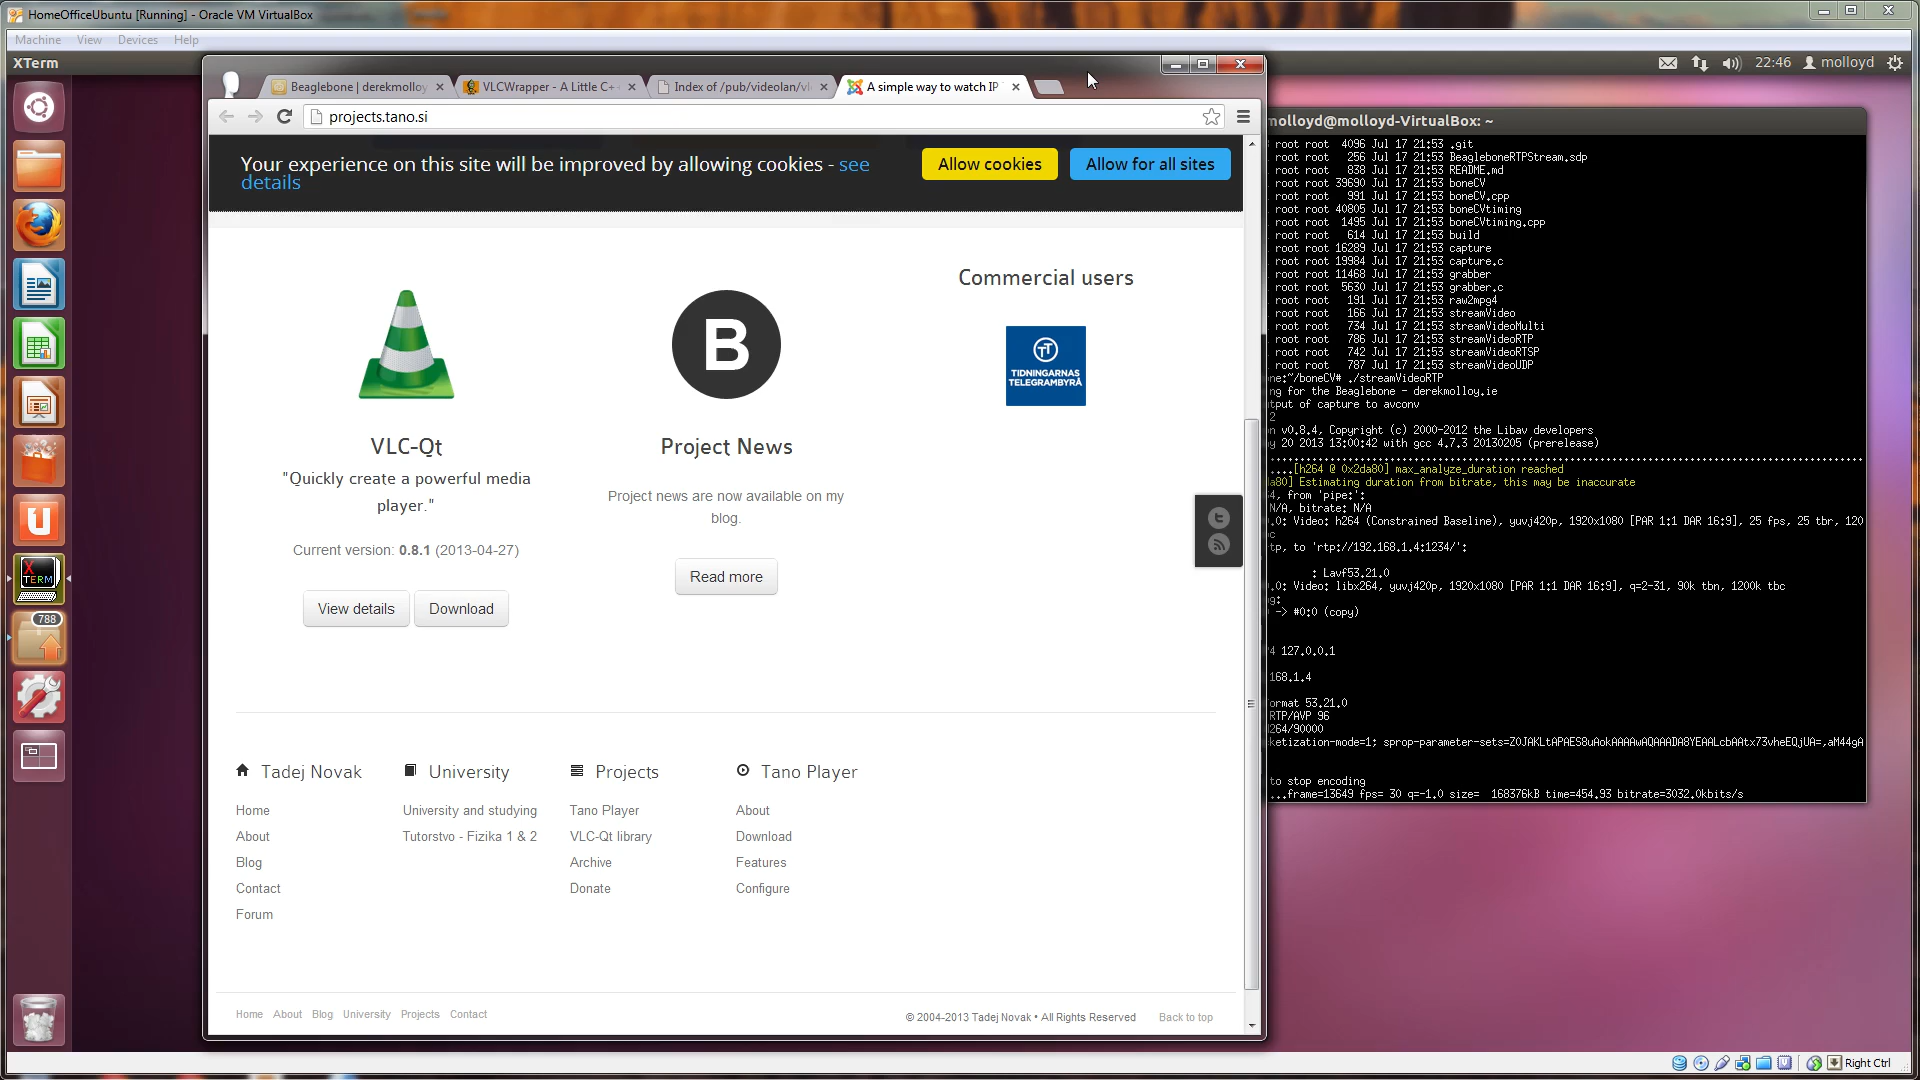 HomeOfficeUbuntu [Running] - Oracle VM VirtualBox
Machine View Devices Help
XTerm
22:46 molloyd
Beaglebone | derekmolloy
VLCWrapper - A Little C+
Index of /pub/videolan/vl
A simple way to watch IP
projects.tano.si
Your experience on this site will be improved by allowing cookies - see
details
Allow cookies
Allow for all sites
VLC-Qt
"Quickly create a powerful media
player."
Current version: 0.8.1 (2013-04-27)
View details
Download
B
Project News
Project news are now available on my
blog.
Read more
Commercial users
TT
TIDNINGARNAS
TELEGRAMBYRÅ
Tadej Novak
Home
About
Blog
Contact
Forum
University
University and studying
Tutorstvo - Fizika 1 & 2
Projects
Tano Player
VLC-Qt library
Archive
Donate
Tano Player
About
Download
Features
Configure
Home About Blog University Projects Contact
© 2004-2013 Tadej Novak • All Rights Reserved
Back to top
molloyd@molloyd-VirtualBox: ~
root root 4096 Jul 17 21:53 .git
root root 256 Jul 17 21:53 BeagleboneRTPStream.sdp
root root 838 Jul 17 21:53 README.md
root root 39690 Jul 17 21:53 boneCV
root root 991 Jul 17 21:53 boneCV.cpp
root root 40805 Jul 17 21:53 boneCVtiming
root root 1495 Jul 17 21:53 boneCVtiming.cpp
root root 614 Jul 17 21:53 build
root root 16289 Jul 17 21:53 capture
root root 19984 Jul 17 21:53 capture.c
root root 11468 Jul 17 21:53 grabber
root root 5630 Jul 17 21:53 grabber.c
root root 191 Jul 17 21:53 raw2mpg4
root root 166 Jul 17 21:53 streamVideo
root root 734 Jul 17 21:53 streamVideoMulti
root root 786 Jul 17 21:53 streamVideoRTP
root root 742 Jul 17 21:53 streamVideoRTSP
root root 787 Jul 17 21:53 streamVideoUDP
ne:~/boneCV# ./streamVideoRTP
ng for the Beaglebone - derekmolloy.ie
tput of capture to avconv
2
n v0.8.4, Copyright (c) 2000-2012 the Libav developers
y 20 2013 13:00:42 with gcc 4.7.3 20130205 (prerelease)
....[h264 @ 0x2da80] max_analyze_duration reached
da80] Estimating duration from bitrate, this may be inaccurate
4, from 'pipe:':
N/A, bitrate: N/A
.0: Video: h264 (Constrained Baseline), yuvj420p, 1920x1080 [PAR 1:1 DAR 16:9], 25 fps, 25 tbr, 120
c
tp, to 'rtp://192.168.1.4:1234/':
: Lavf53.21.0
.0: Video: libx264, yuvj420p, 1920x1080 [PAR 1:1 DAR 16:9], q=2-31, 90k tbn, 1200k tbc
g:
-> #0:0 (copy)
4 127.0.0.1
168.1.4
format 53.21.0
RTP/AVP 96
264/90000
ketization-mode=1; sprop-parameter-sets=
to stop encoding
...frame=13649 fps= 30 q=-1.0 size= 168376kB time=454.93 bitrate=3032.0kbits/s
X
TERM
788
Right Ctrl